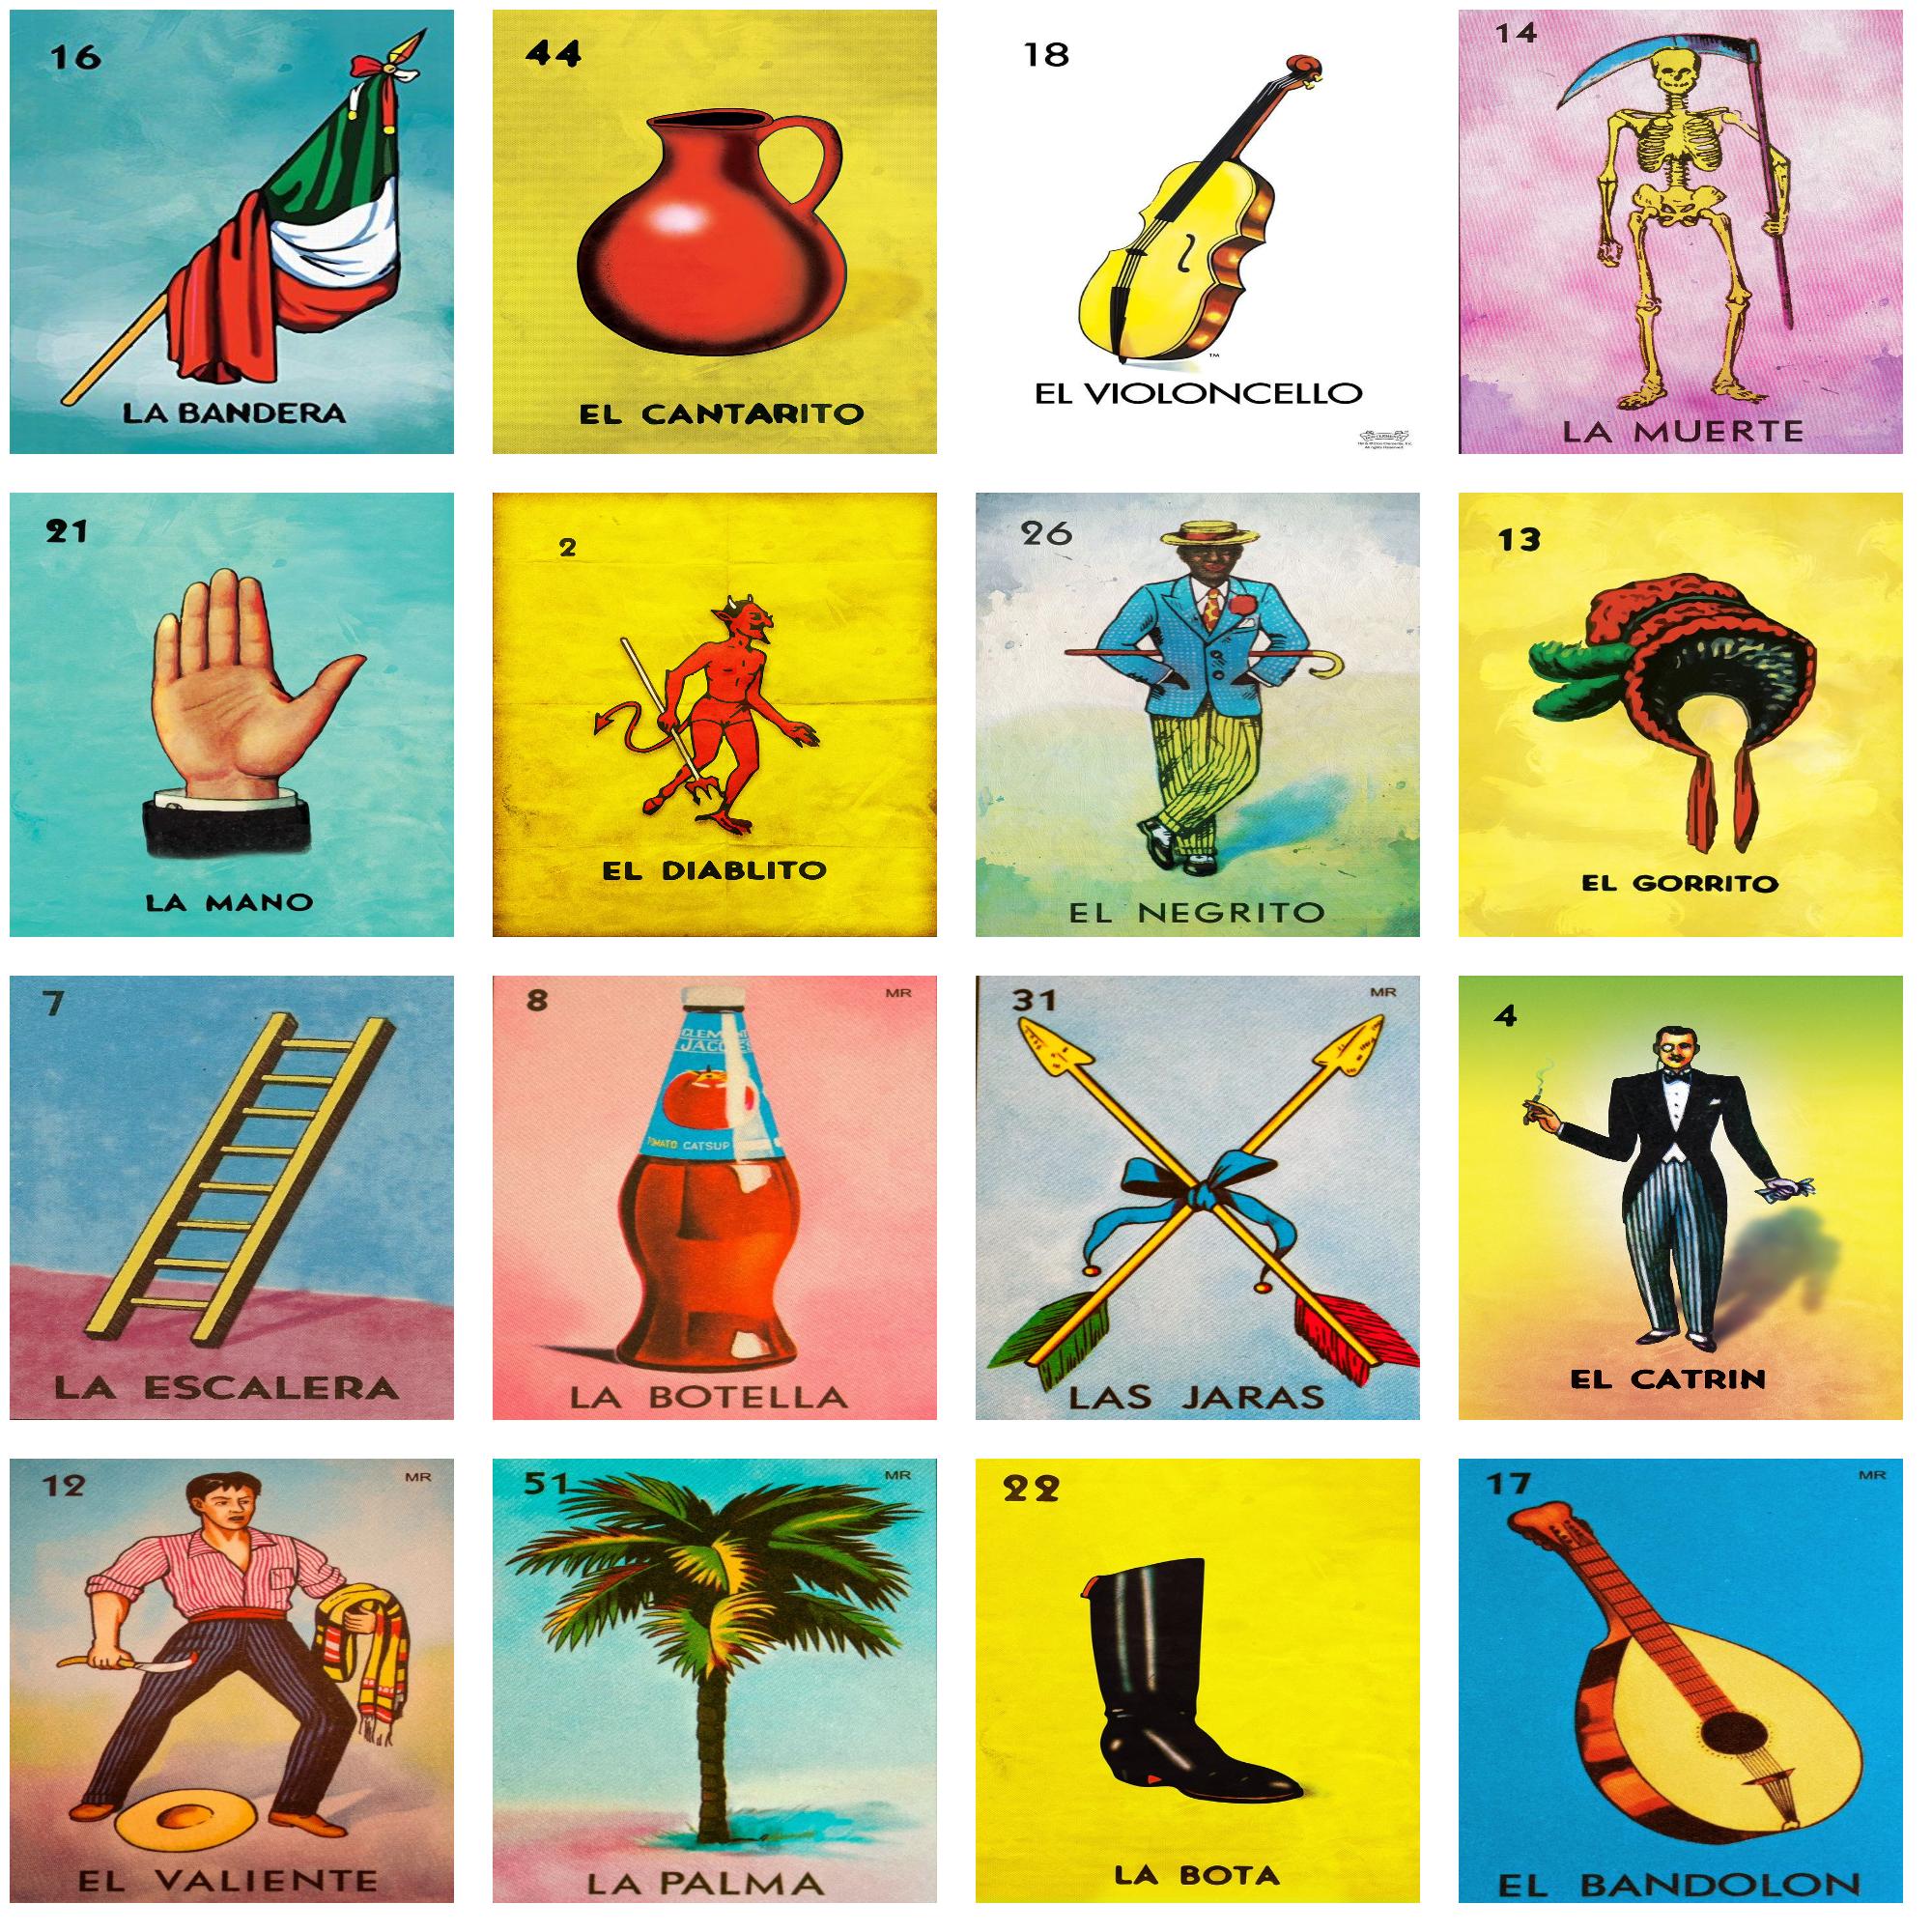 16
LA BANDERA
44
EL CANTARITO
18
TM
EL VIOLONCELLO
14
LA MUERTE
21
LA MANO
2
EL DIABLITO
26
EL NEGRITO
13
EL GORRITO
7
LA ESCALERA
8
MR
TOMATO CATSUP
LA BOTELLA
31
MR
LAS JARAS
4
EL CATRIN
12
MR
EL VALIENTE
51
MR
LA PALMA
22
LA BOTA
17
MR
EL BANDOLON